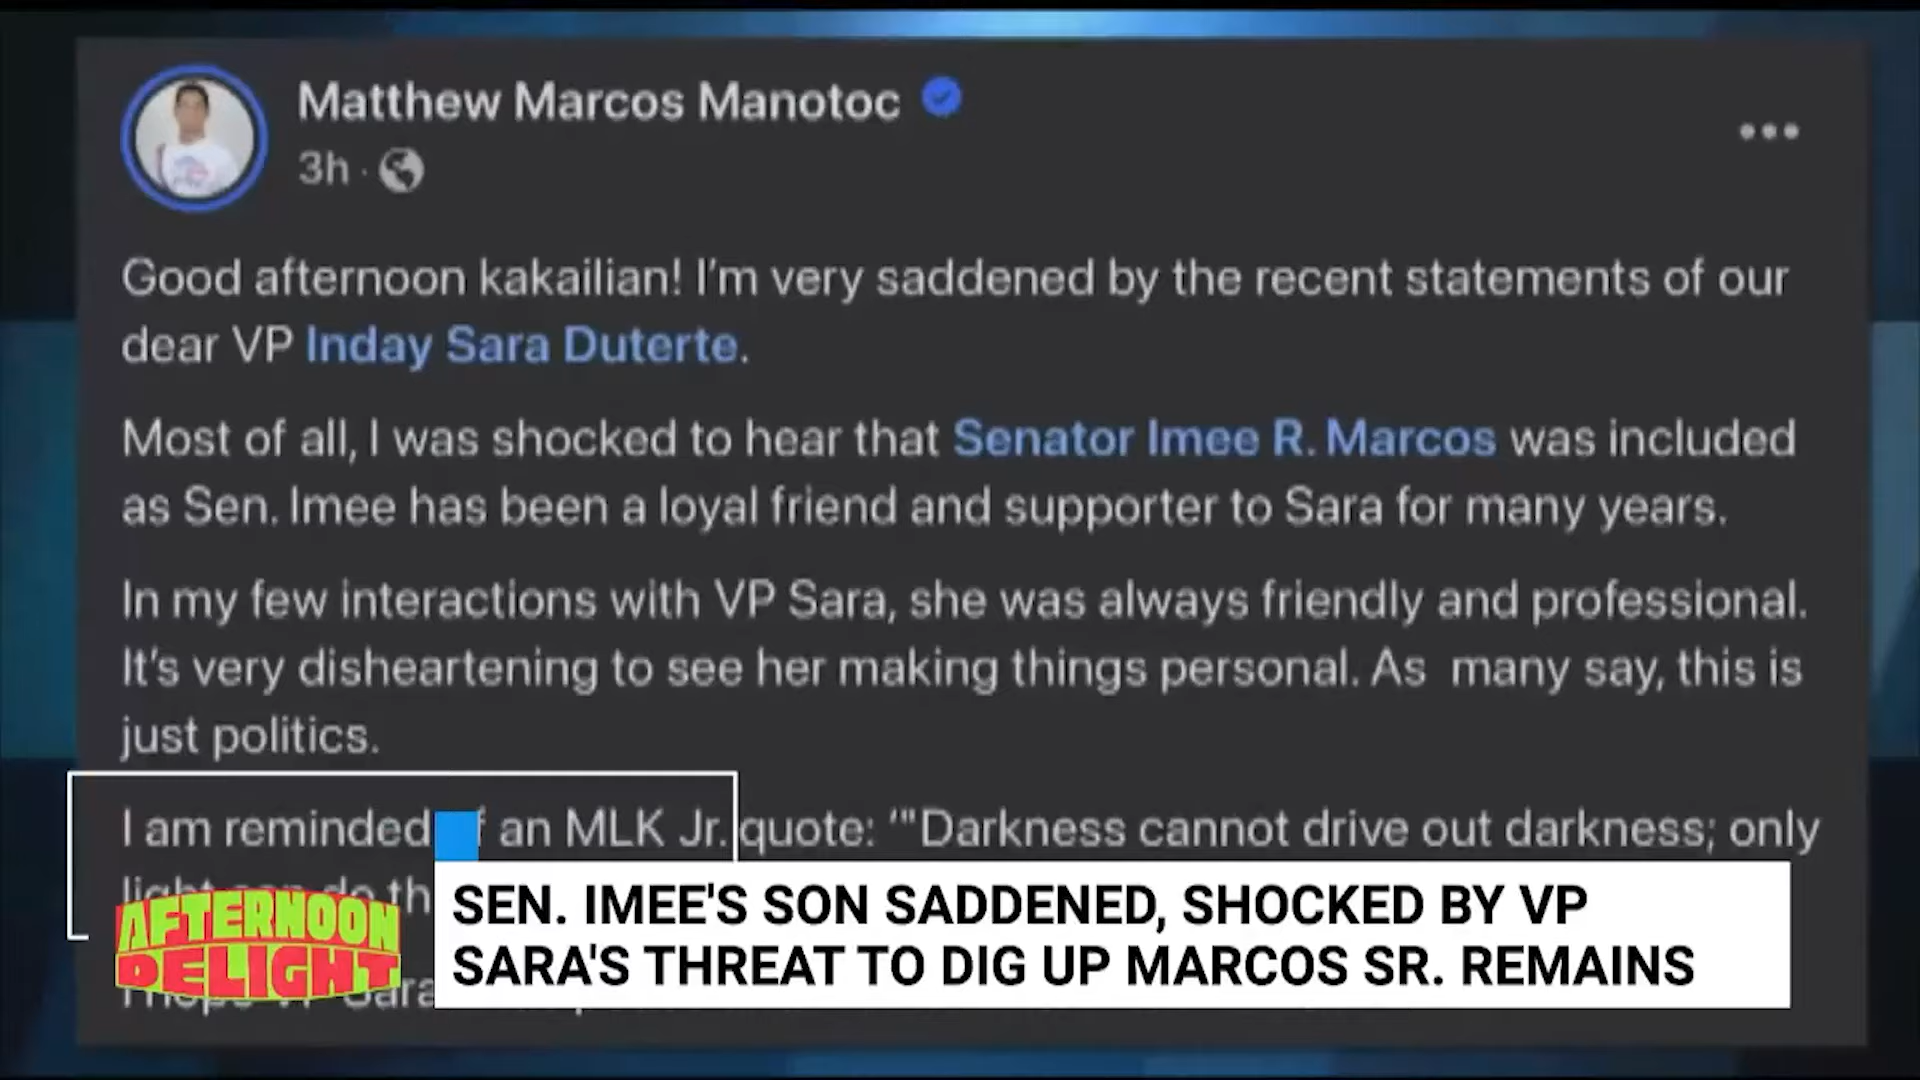 Matthew Marcos Manotoc
3h ·
Good afternoon kakailian! I'm very saddened by the recent statements of our
dear VP Inday Sara Duterte.
Most of all, I was shocked to hear that Senator Imee R. Marcos was included
as Sen. Imee has been a loyal friend and supporter to Sara for many years.
In my few interactions with VP Sara, she was always friendly and professional.
It's very disheartening to see her making things personal. As many say, this is
just politics.
I am reminded an MLK Jr. quote: '"Darkness cannot drive out darkness; only
AFTERNOON
DELIGHT
SEN. IMEE'S SON SADDENED, SHOCKED BY VP
SARA'S THREAT TO DIG UP MARCOS SR. REMAINS